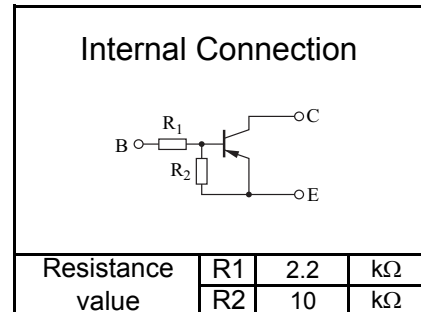 Internal Connection
C
R1
B
R2
E
Resistance value R1 2.2 kΩ
R2 10 kΩ